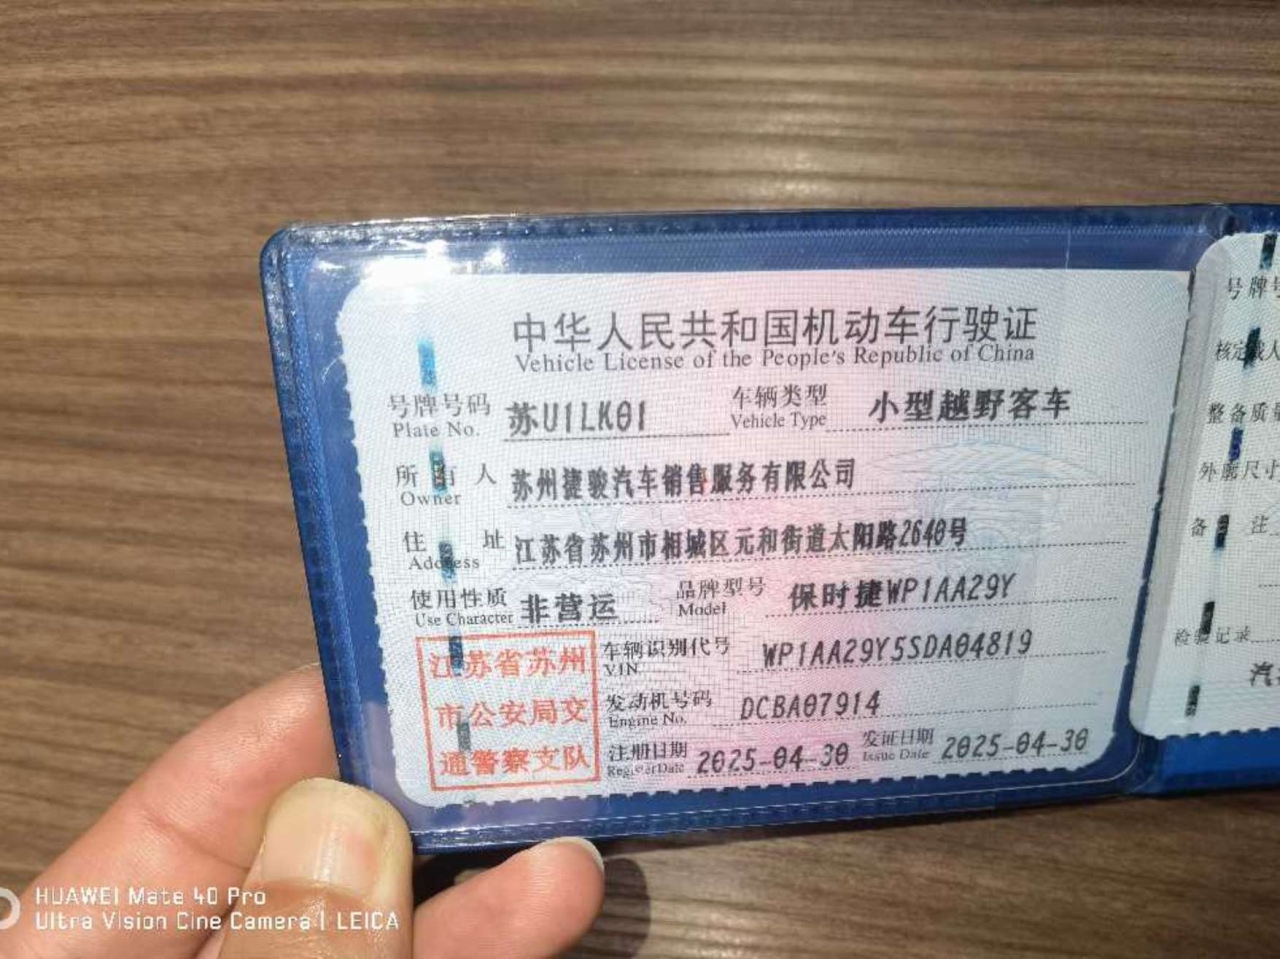 中华人民共和国机动车行驶证
Vehicle License of the People's Republic of China
号牌号码 苏U1LK01 车辆类型 小型越野客车
Plate No. Vehicle Type
所有人 苏州捷骏汽车销售服务有限公司
Owner
住址 江苏省苏州市相城区元和街道太阳路2640号
Address
使用性质 非营运 品牌型号 保时捷WP1AA29Y
Use Character Model
江苏省苏州
市公安局交
通警察支队
车辆识别代号 WP1AA29Y5SDA04819
VIN
发动机号码 DCBA07914
Engine No.
注册日期 2025-04-30 发证日期 2025-04-30
Register Date Issue Date
号牌号
核定载人
整备质量
外廓尺寸
备注
检验记录
汽
HUAWEI Mate 40 Pro
Ultra Vision Cine Camera | LEICA